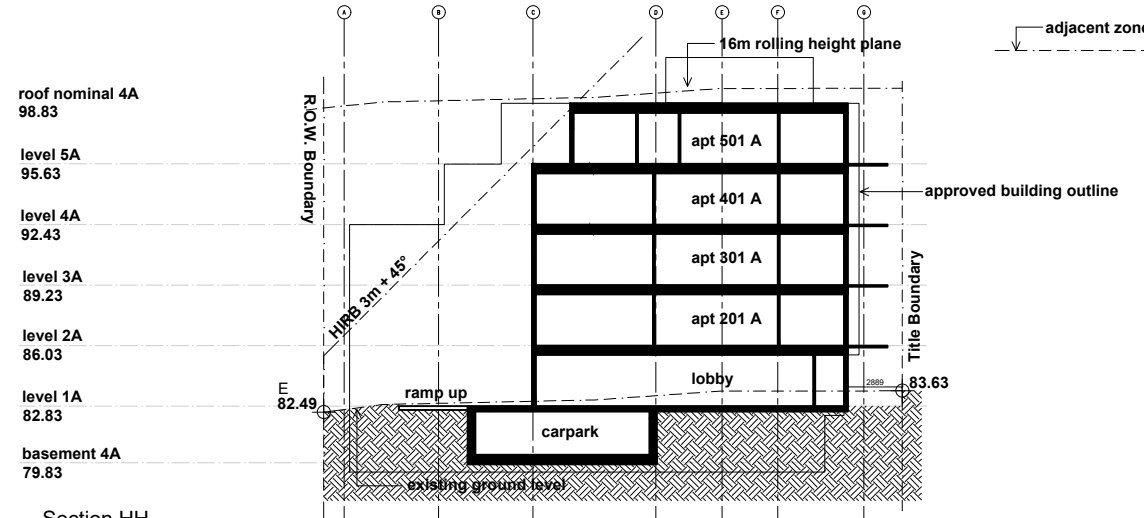 A B C D E F G
adjacent zone
16m rolling height plane
roof nominal 4A
98.83
R.O.W. Boundary
level 5A
95.63
apt 501 A
approved building outline
level 4A
92.43
apt 401 A
level 3A
89.23
HIRB 3m + 45°
apt 301 A
Title Boundary
level 2A
86.03
apt 201 A
level 1A
82.83
E
82.49
ramp up
lobby
2889
83.63
carpark
basement 4A
79.83
existing ground level
Section HH